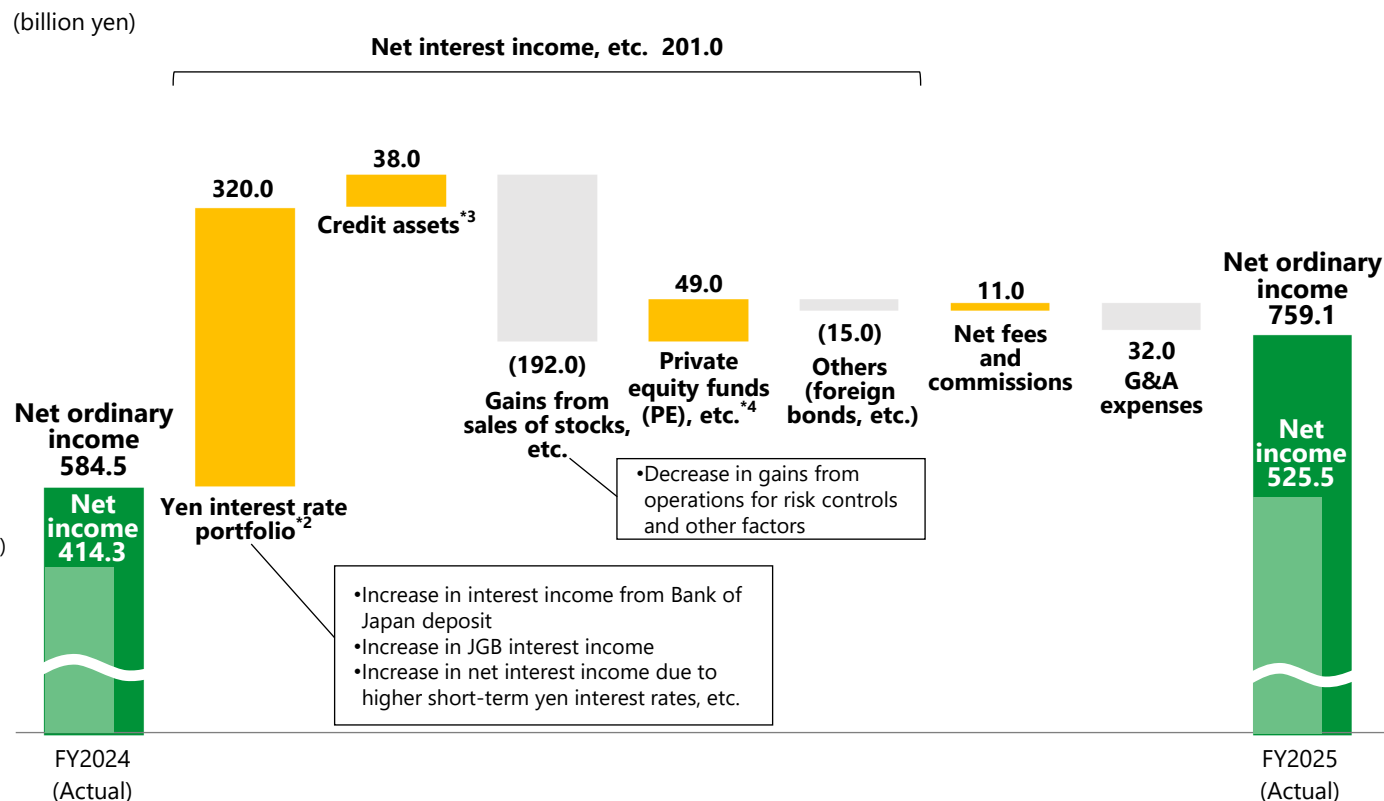 (billion yen)
Net interest income, etc. 201.0
320.0
38.0
Credit assets*3
(192.0)
Gains from
sales of stocks,
etc.
49.0
Private
equity funds
(PE), etc.*4
(15.0)
Others
(foreign
bonds, etc.)
11.0
Net fees
and
commissions
32.0
G&A
expenses
Net ordinary
income
759.1
Net
income
525.5
Net ordinary
income
584.5
Net
income
414.3
)
Yen interest rate
portfolio*2
•Decrease in gains from
operations for risk controls
and other factors
•Increase in interest income from Bank of
Japan deposit
•Increase in JGB interest income
•Increase in net interest income due to
higher short-term yen interest rates, etc.
FY2024
(Actual)
FY2025
(Actual)